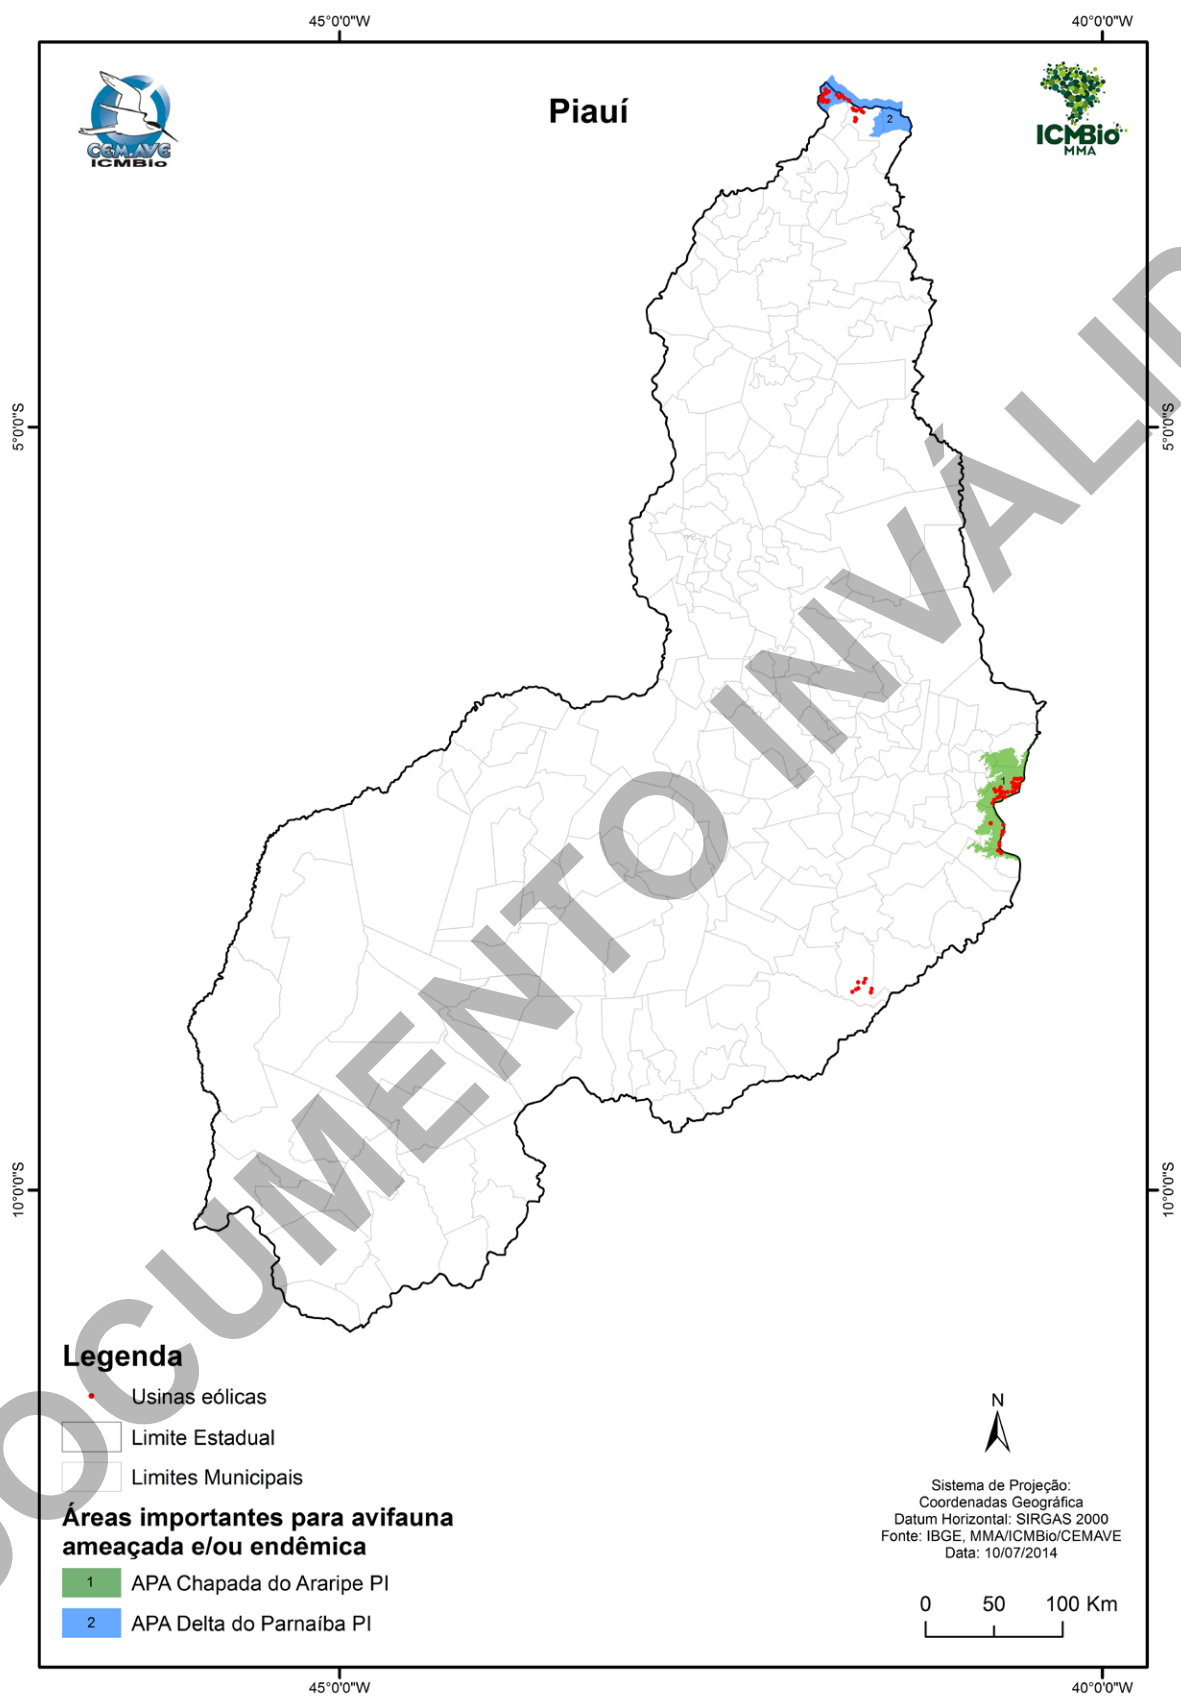 45°0'0"W
40°0'0"W
CEMAVE
ICMBio
Piauí
ICMBio
MMA
2
5°0'0"S
5°0'0"S
1
10°0'0"S
10°0'0"S
DOCUMENTO INVÁLID
Legenda
Usinas eólicas
Limite Estadual
Limites Municipais
Áreas importantes para avifauna
ameaçada e/ou endêmica
1 APA Chapada do Araripe PI
2 APA Delta do Parnaíba PI
N
Sistema de Projeção:
Coordenadas Geográfica
Datum Horizontal: SIRGAS 2000
Fonte: IBGE, MMA/ICMBio/CEMAVE
Data: 10/07/2014
0 50 100 Km
45°0'0"W
40°0'0"W